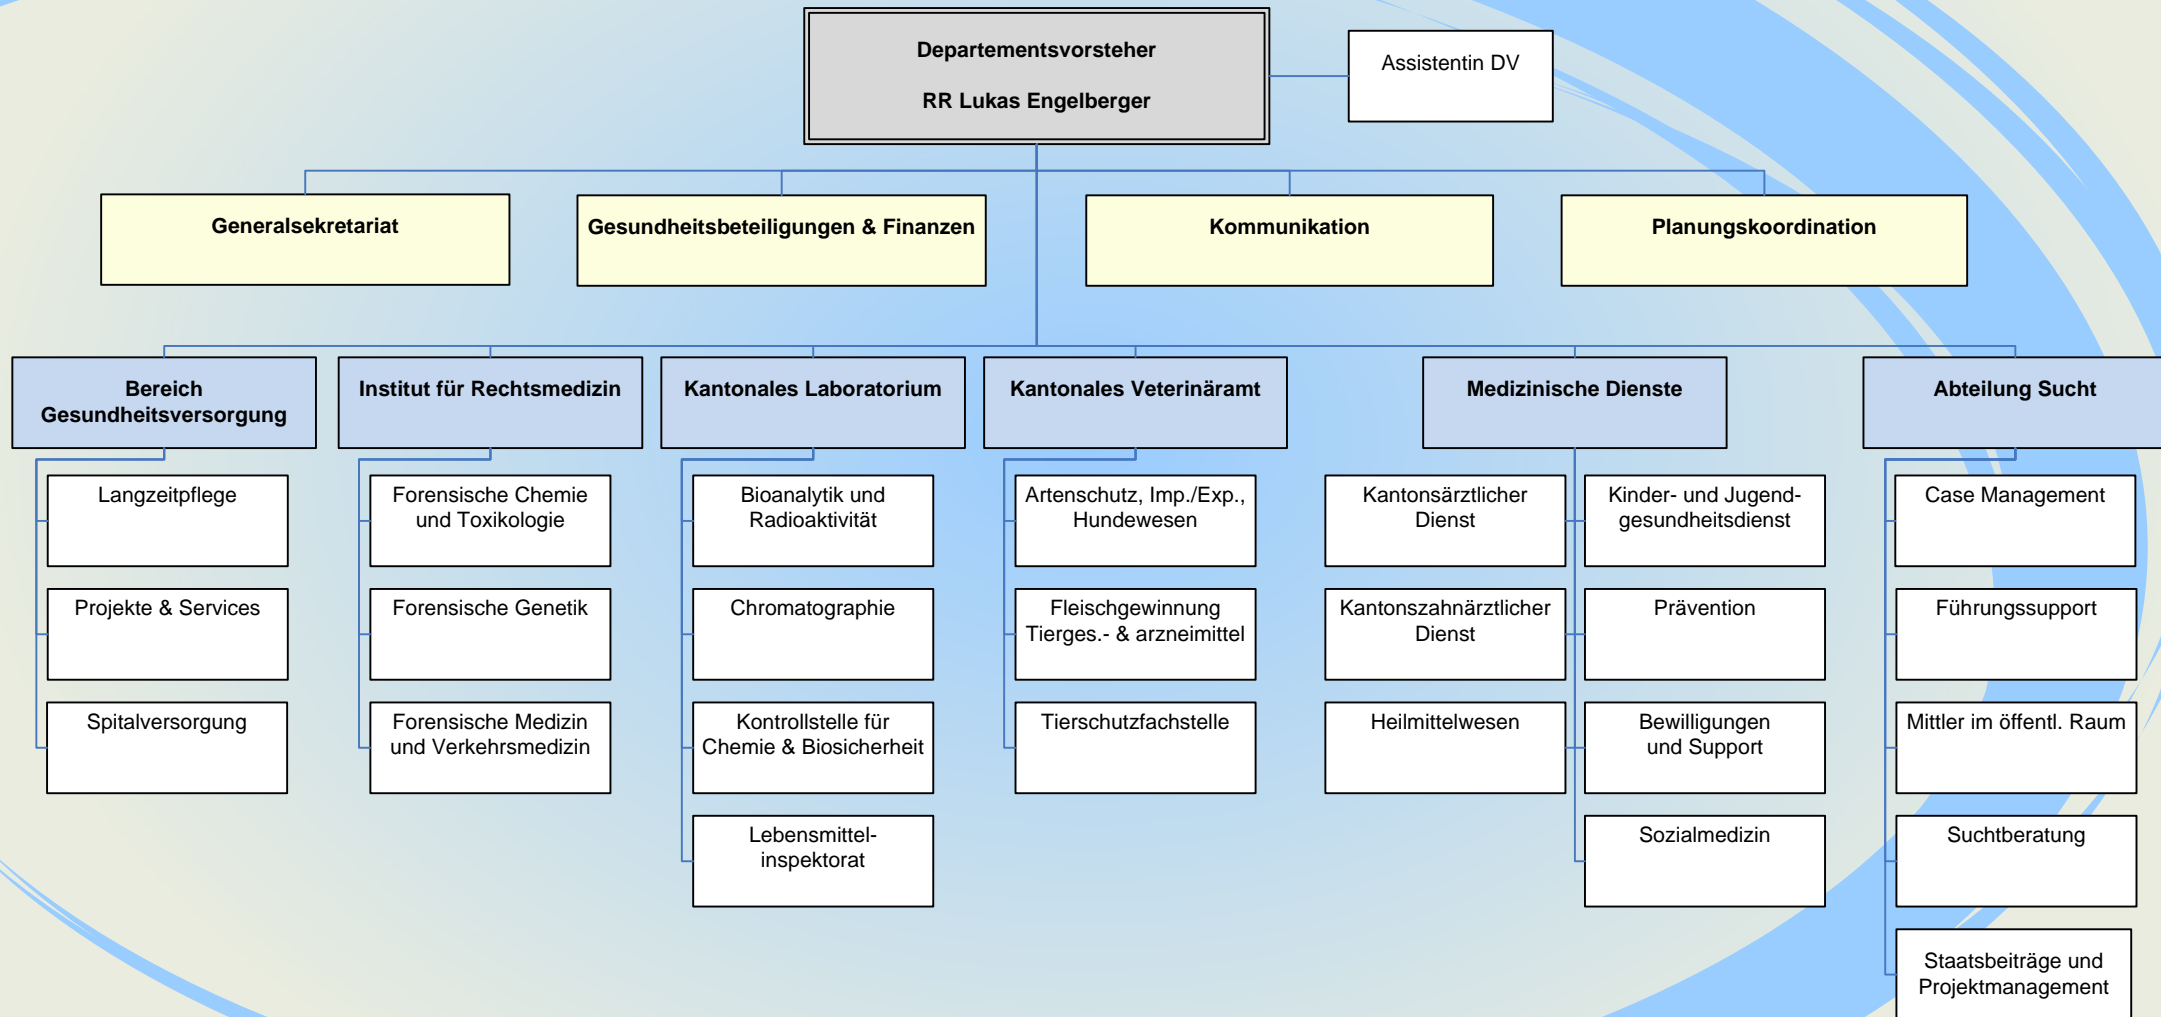 Departementsvorsteher
RR Lukas Engelberger
Assistentin DV
Generalsekretariat
Gesundheitsbeteiligungen & Finanzen
Kommunikation
Planungskoordination
Bereich
Gesundheitsversorgung
Institut für Rechtsmedizin
Kantonales Laboratorium
Kantonales Veterinäramt
Medizinische Dienste
Abteilung Sucht
Langzeitpflege
Projekte & Services
Spitalversorgung
Forensische Chemie
und Toxikologie
Forensische Genetik
Forensische Medizin
und Verkehrsmedizin
Bioanalytik und
Radioaktivität
Chromatographie
Kontrollstelle für
Chemie & Biosicherheit
Lebensmittel-
inspektorat
Artenschutz, Imp./Exp.,
Hundewesen
Fleischgewinnung
Tierges.- & arzneimittel
Tierschutzfachstelle
Kantonsärztlicher
Dienst
Kantonszahnärztlicher
Dienst
Heilmittelwesen
Kinder- und Jugend-
gesundheitsdienst
Prävention
Bewilligungen
und Support
Sozialmedizin
Case Management
Führungssupport
Mittler im öffentl. Raum
Suchtberatung
Staatsbeiträge und
Projektmanagement